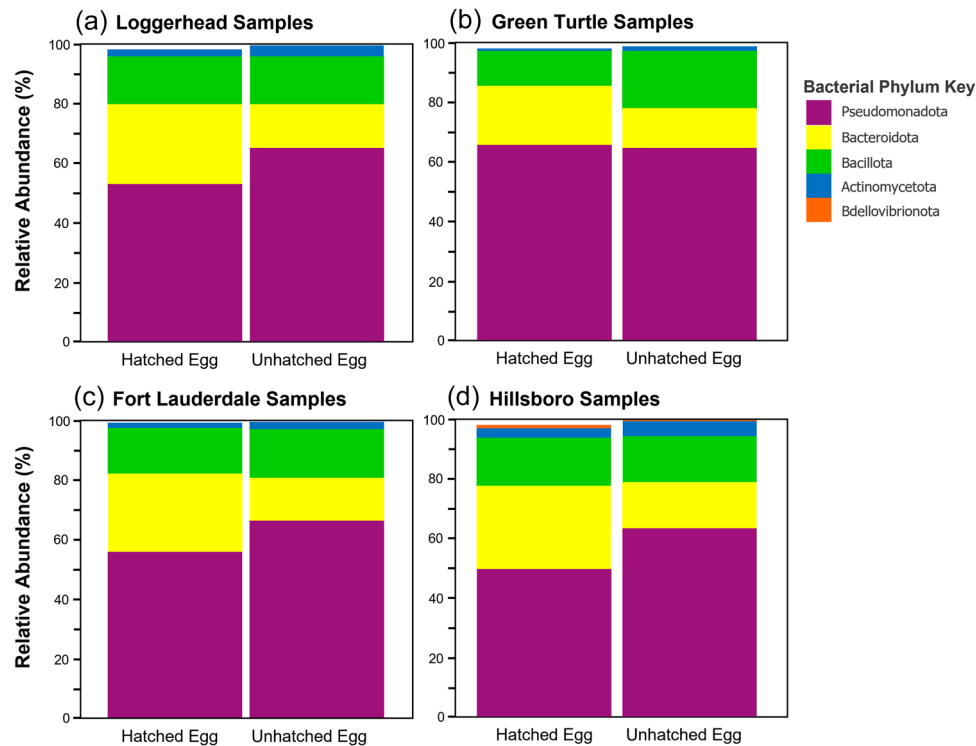 (a) Loggerhead Samples
(b) Green Turtle Samples
Relative Abundance (%)
100
80
60
40
20
0
Hatched Egg Unhatched Egg
100
80
60
40
20
0
Hatched Egg Unhatched Egg
Bacterial Phylum Key
Pseudomonadota
Bacteroidota
Bacillota
Actinomycetota
Bdellovibrionota
(c) Fort Lauderdale Samples
(d) Hillsboro Samples
Relative Abundance (%)
100
80
60
40
20
0
Hatched Egg Unhatched Egg
100
80
60
40
20
0
Hatched Egg Unhatched Egg